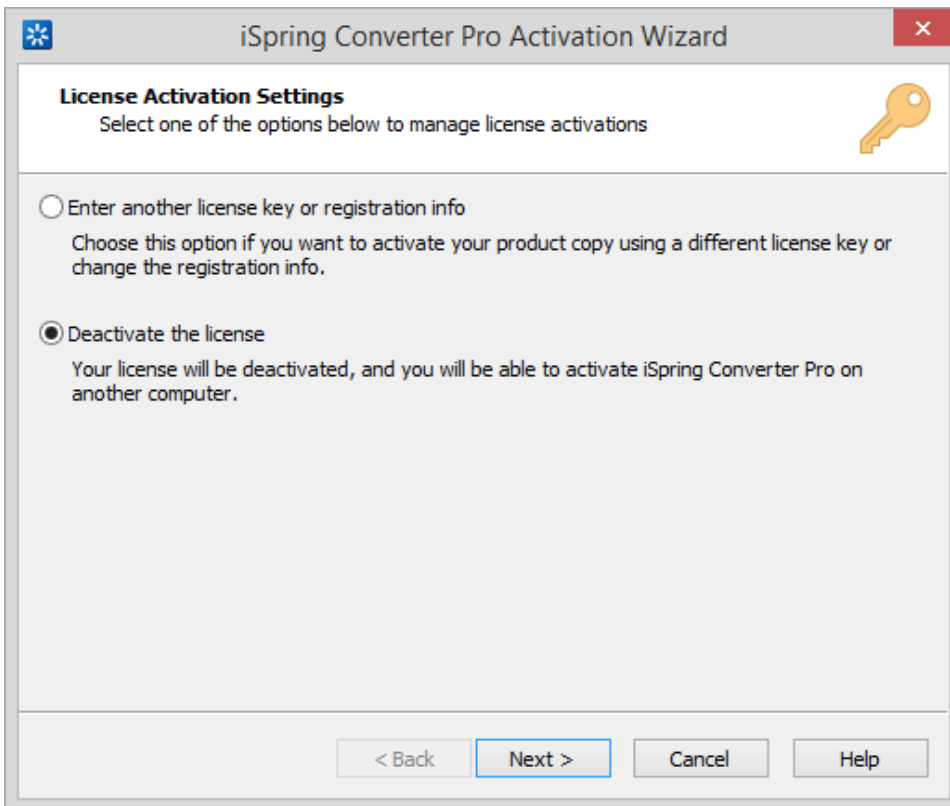 iSpring Converter Pro Activation Wizard
License Activation Settings
Select one of the options below to manage license activations
Enter another license key or registration info
Choose this option if you want to activate your product copy using a different license key or
change the registration info.
Deactivate the license
Your license will be deactivated, and you will be able to activate iSpring Converter Pro on
another computer.
< Back Next > Cancel Help